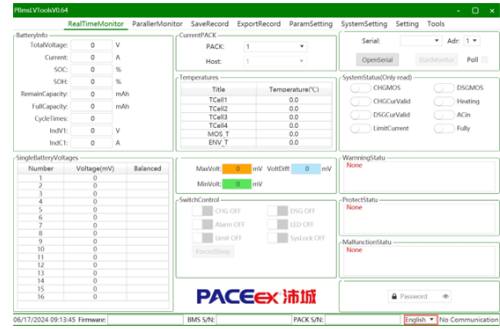 PBmsLVToolsV0.64
RealTimeMonitor ParallerMonitor SaveRecord ExportRecord ParamSetting SystemSetting Setting Tools
BatteryInfo
TotalVoltage: 0 V
Current: 0 A
SOC: 0 %
SOH: 0 %
RemainCapacity: 0 mAh
FullCapacity: 0 mAh
CycleTimes: 0
IndV1: 0 V
IndC1: 0 A
CurrentPACK
PACK: 1
Host: 1
Temperatures
Title Temperature(℃)
TCell1 0.0
TCell2 0.0
TCell3 0.0
TCell4 0.0
MOS_T 0.0
ENV_T 0.0
Serial: Adr: 1
OpenSerial StartMonitor Poll
SystemStatus(Only read)
CHGMOS DSGMOS
CHGCurValid Heating
DSGCurValid ACin
LimitCurrent Fully
SingleBatteryVoltages
Number Voltage(mV) Balanced
1 0
2 0
3 0
4 0
5 0
6 0
7 0
8 0
9 0
10 0
11 0
12 0
13 0
14 0
15 0
16 0
MaxVolt: 0 mV VoltDiff: 0 mV
MinVolt: 0 mV
SwitchControl
CHG OFF DSG OFF
Alarm OFF LED OFF
Limit OFF SysLock OFF
ForcedSleep
PACEEX 沛城
WarnningStatu
None
ProtectStatu
None
MalfunctionStatu
None
Password
06/17/2024 09:13:45 Firmware: BMS S/N: PACK S/N: English No Communication